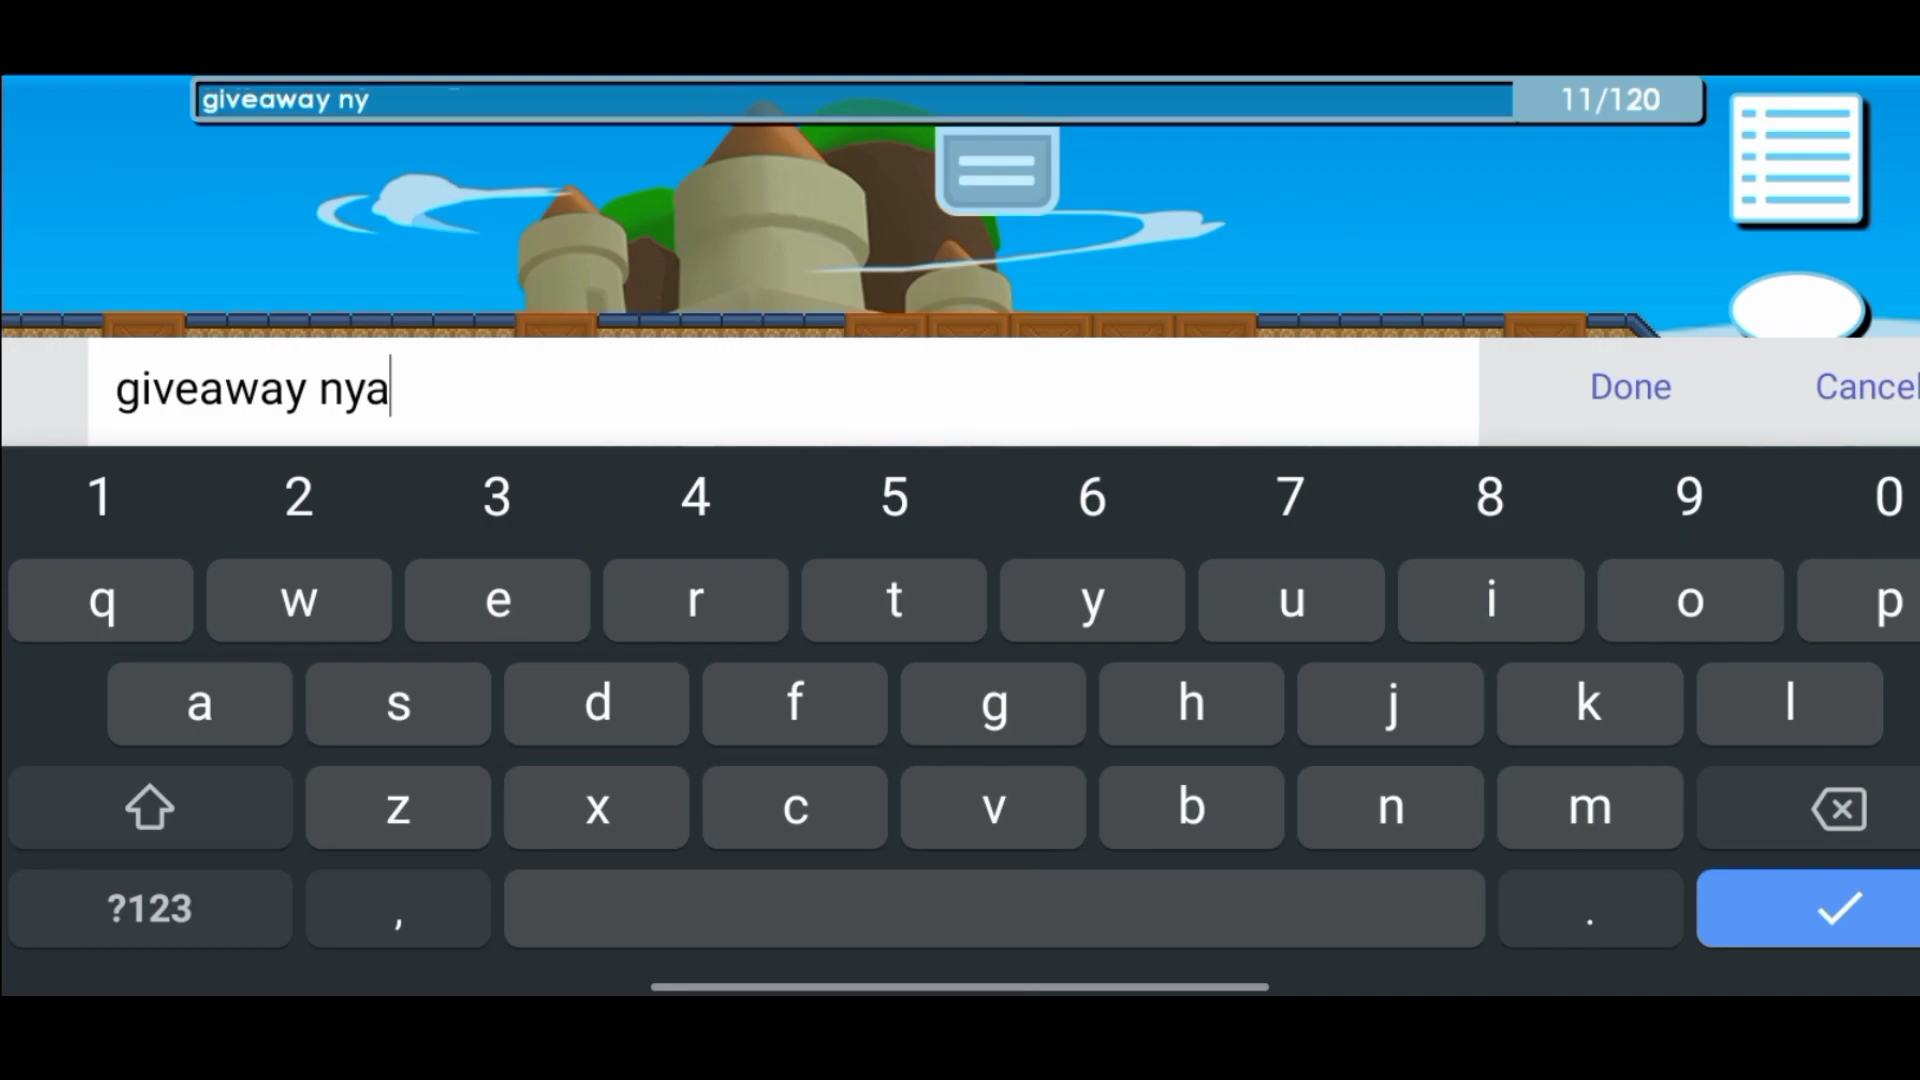 giveaway ny
11/120
giveaway nya
Done
Cancel
1 2 3 4 5 6 7 8 9 0
q w e r t y u i o p
a s d f g h j k l
z x c v b n m
?123 , .